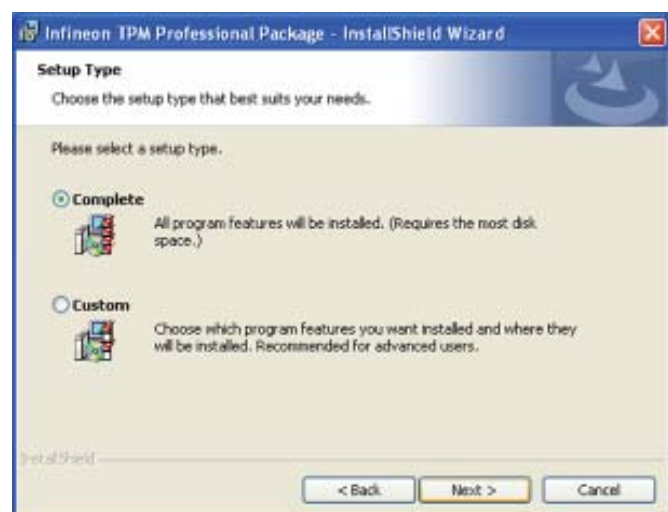 Infineon TPM Professional Package - InstallShield Wizard
Setup Type
Choose the setup type that best suits your needs.
Please select a setup type.
Complete
All program features will be installed. (Requires the most disk
space.)
Custom
Choose which program features you want installed and where they
will be installed. Recommended for advanced users.
InstallShield
< Back
Next >
Cancel